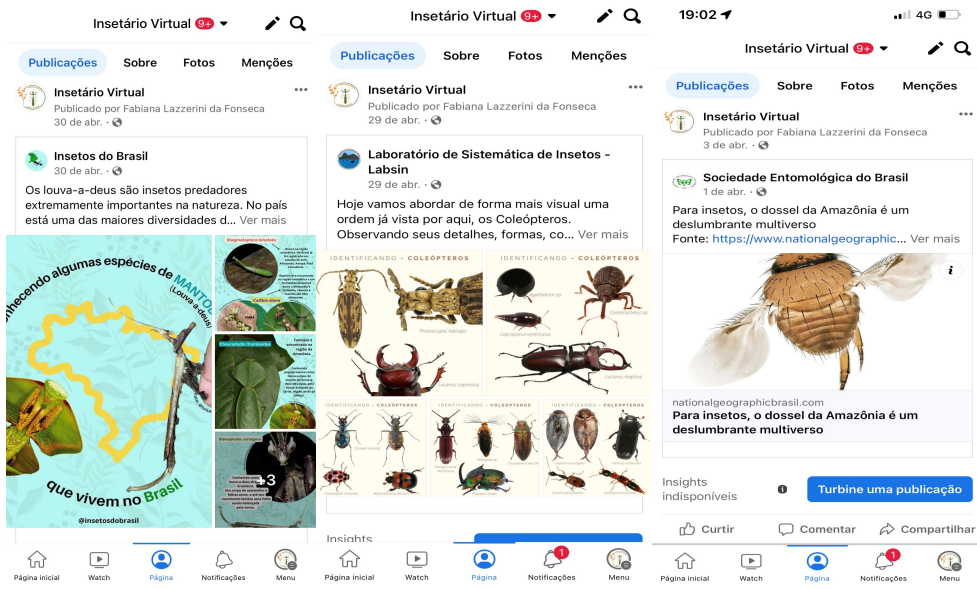 Insetário Virtual 9+
Publicações Sobre Fotos Menções
Insetário Virtual
Publicado por Fabiana Lazzerini da Fonseca
30 de abr.
Insetos do Brasil
30 de abr.
Os louva-a-deus são insetos predadores
extremamente importantes na natureza. No país
está uma das maiores diversidades d... Ver mais
nhecendo algumas espécies de MANTO
(Louva a deus)
que vivem no Brasil
@insetosdobrasil
+3
Página inicial Watch Página Notificações Menu
Insetário Virtual 9+
Publicações Sobre Fotos Menções
Insetário Virtual
Publicado por Fabiana Lazzerini da Fonseca
29 de abr.
Laboratório de Sistemática de Insetos -
Labsin
29 de abr.
Hoje vamos abordar de forma mais visual uma
ordem já vista por aqui, os Coleópteros.
Observando seus detalhes, formas, co... Ver mais
IDENTIFICANDO - COLEÓPTEROS
IDENTIFICANDO - COLEÓPTEROS
IDENTIFICANDO - COLEÓPTEROS
IDENTIFICANDO - COLEÓPTEROS
IDENTIFICANDO - COLEÓPTEROS
Insights
1
Página inicial Watch Página Notificações Menu
19:02 4G
Insetário Virtual 9+
Publicações Sobre Fotos Menções
Insetário Virtual
Publicado por Fabiana Lazzerini da Fonseca
3 de abr.
Sociedade Entomológica do Brasil
1 de abr.
Para insetos, o dossel da Amazônia é um
deslumbrante multiverso
Fonte: https://www.nationalgeographic... Ver mais
nationalgeographicbrasil.com
Para insetos, o dossel da Amazônia é um
deslumbrante multiverso
Insights
indisponíveis
Turbine uma publicação
Curtir Comentar Compartilhar
1
Página inicial Watch Página Notificações Menu